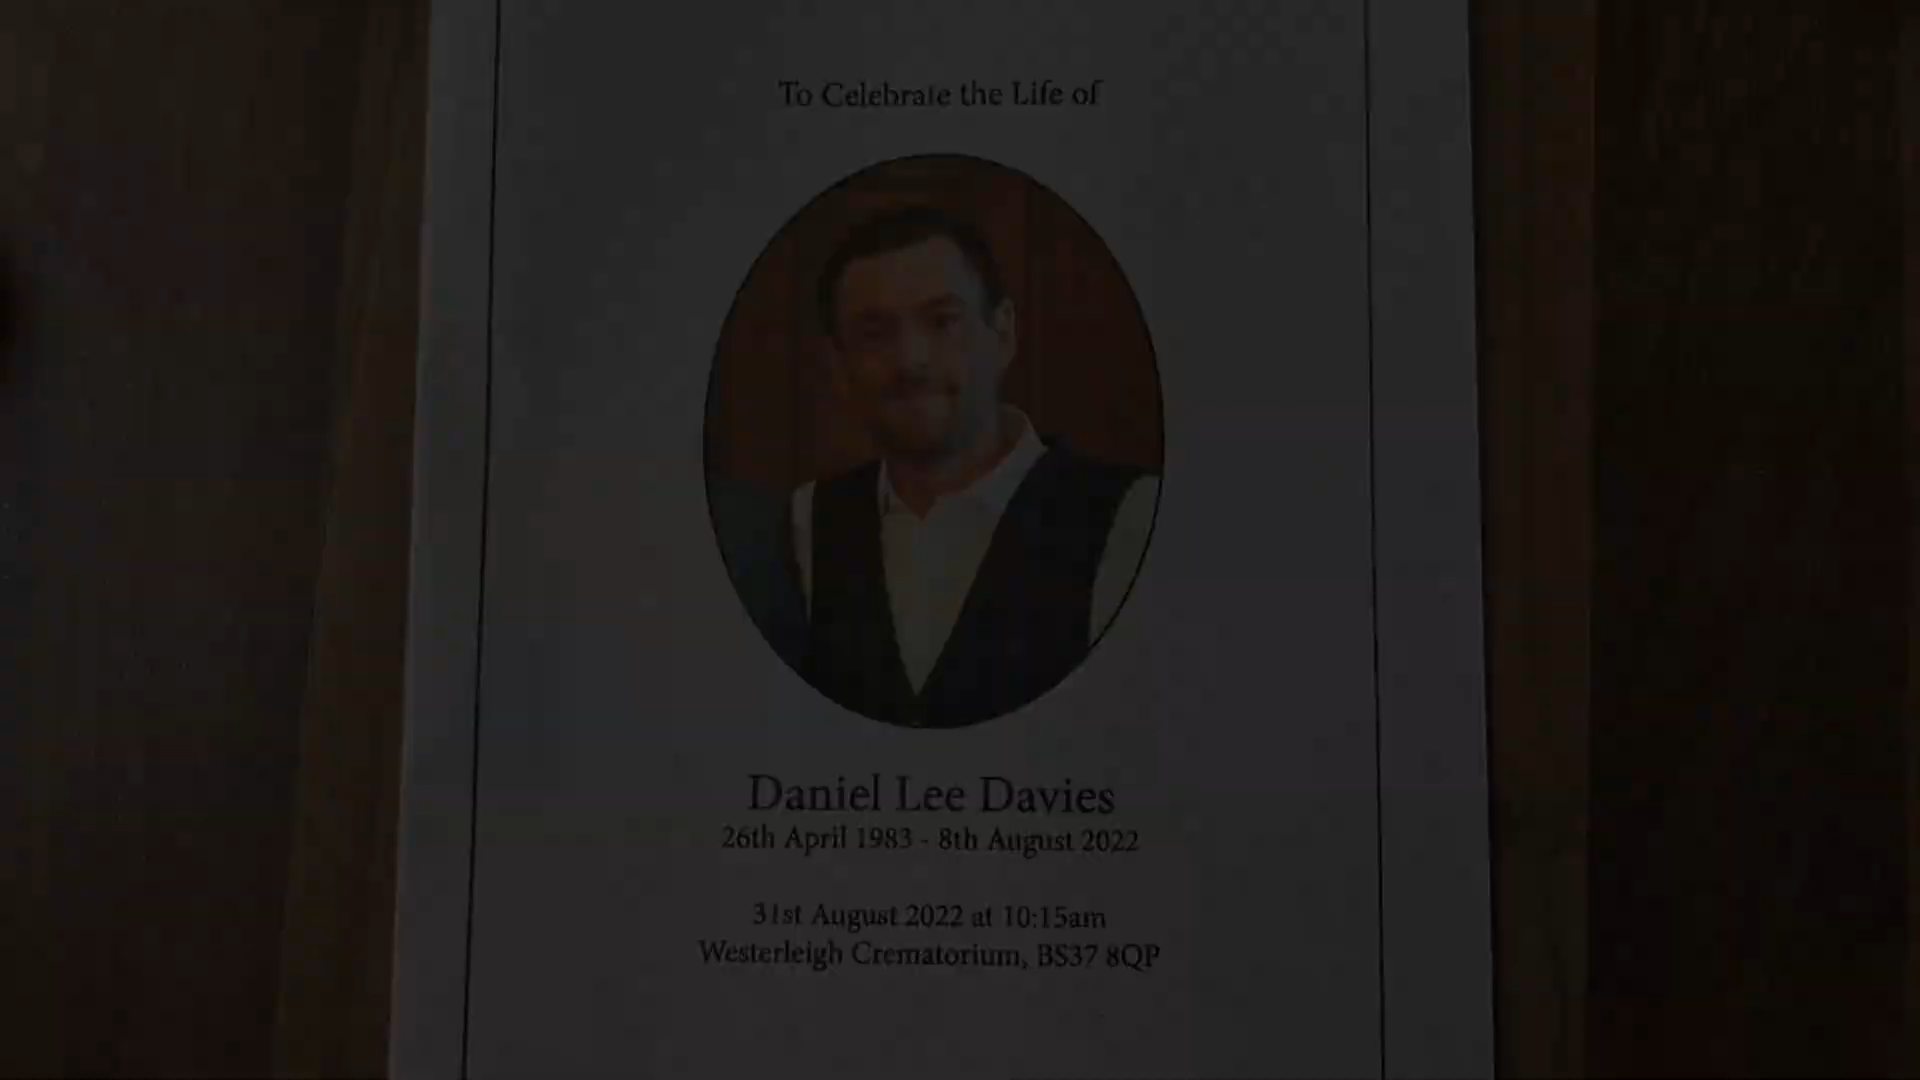 To Celebrate the Life of
Daniel Lee Davies
26th April 1983 - 8th August 2022
31st August 2022 at 10:15am
Westerleigh Crematorium, BS37 8QP